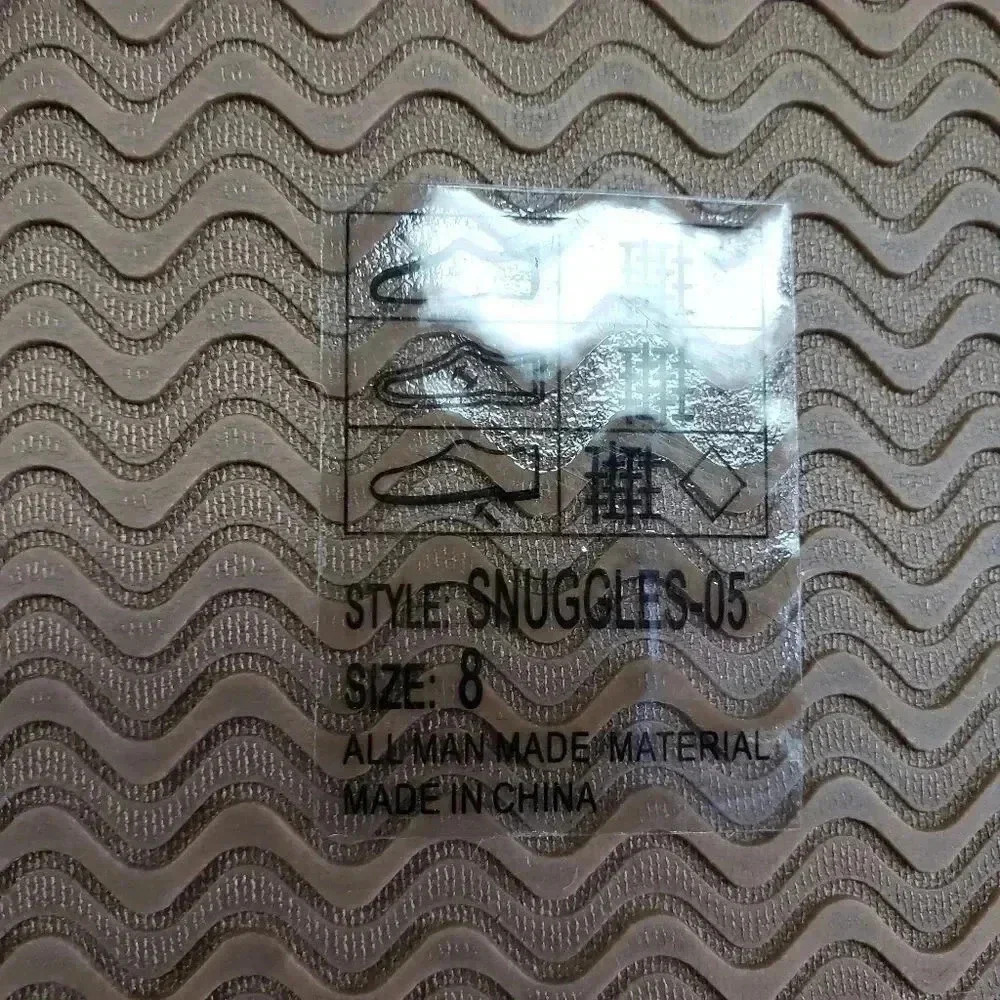 STYLE: SNUGGLES-05
SIZE: 8
ALL MAN MADE MATERIAL
MADE IN CHINA